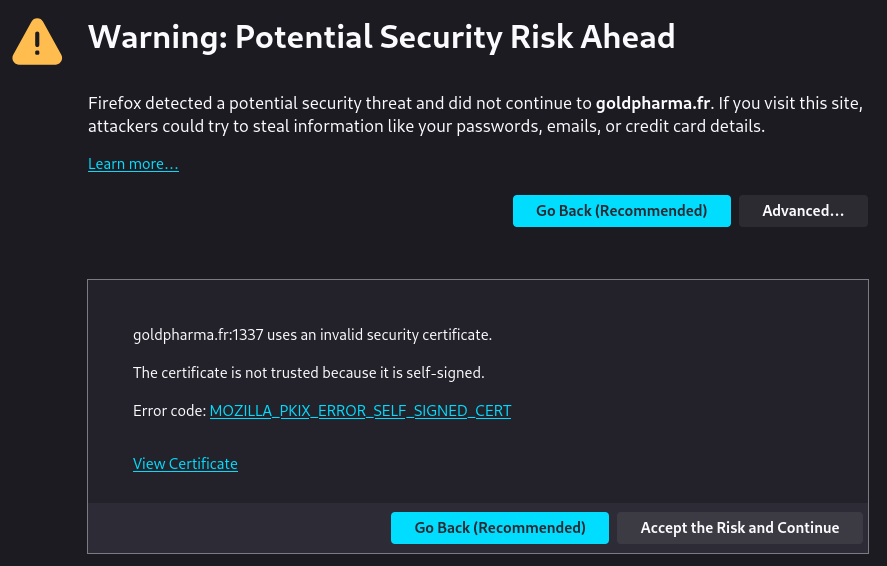 Warning: Potential Security Risk Ahead
Firefox detected a potential security threat and did not continue to goldpharma.fr. If you visit this site,
attackers could try to steal information like your passwords, emails, or credit card details.
Learn more…
Go Back (Recommended)
Advanced…
goldpharma.fr:1337 uses an invalid security certificate.
The certificate is not trusted because it is self-signed.
Error code: MOZILLA_PKIX_ERROR_SELF_SIGNED_CERT
View Certificate
Go Back (Recommended)
Accept the Risk and Continue